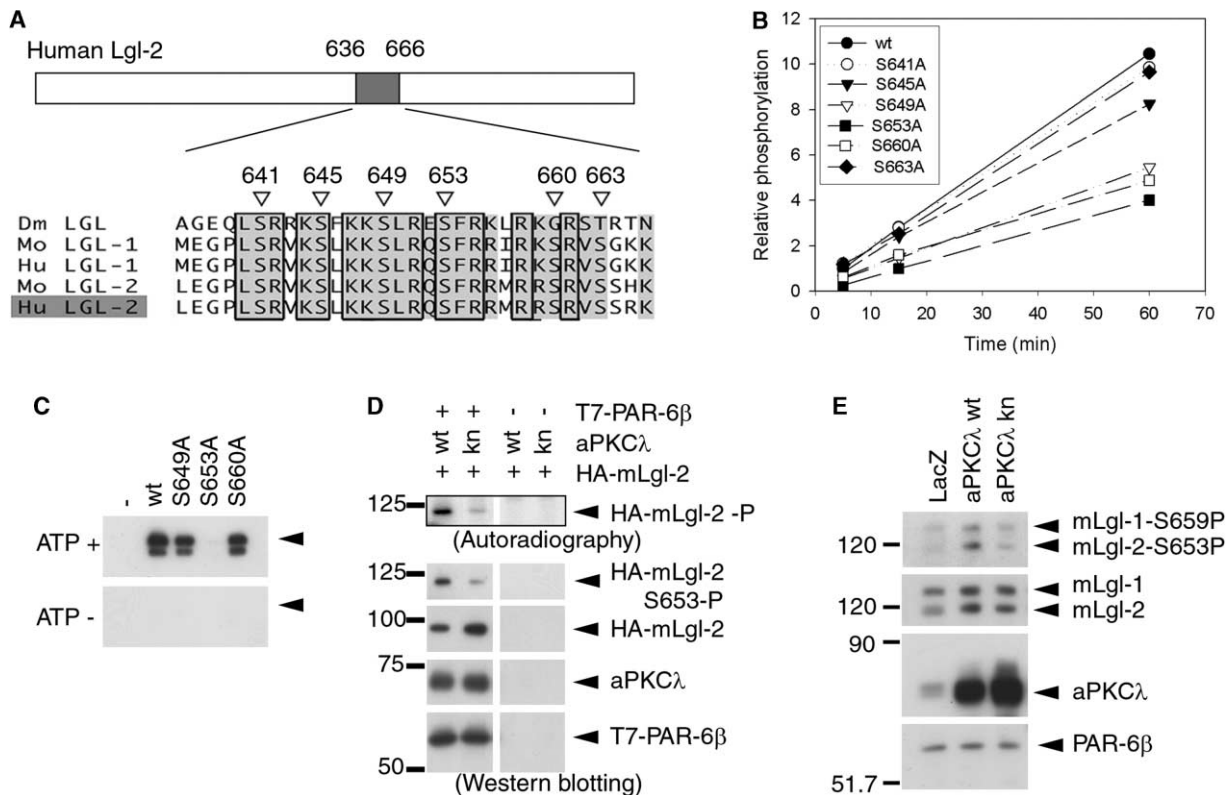 A
Human Lgl-2
636 666
641 645 649 653 660 663
Dm LGL AGEQLSRRKSFKKSLRESFRKLRKGRSTRTN
Mo LGL-1 MEGPLSRVKSLKKSLRQSFRRIRKSRVSGKK
Hu LGL-1 MEGPLSRVKSLKKSLRQSFRRIRKSRVSGKK
Mo LGL-2 LEGPLSRVKSLKKSLRQSFRRMRRSRVSSHK
Hu LGL-2 LEGPLSRVKSLKKSLRQSFRRMRRSRVSSRK
B
Relative phosphorylation
12
10
8
6
4
2
0
wt
S641A
S645A
S649A
S653A
S660A
S663A
0 10 20 30 40 50 60 70
Time (min)
C
- wt S649A S653A S660A
ATP +
ATP -
D
+ + - - T7-PAR-6β
wt kn wt kn aPKCλ
+ + + + HA-mLgl-2
125 HA-mLgl-2 -P
(Autoradiography)
125 HA-mLgl-2
S653-P
100 HA-mLgl-2
75 aPKCλ
T7-PAR-6β
50 (Western blotting)
E
LacZ aPKCλ wt aPKCλ kn
mLgl-1-S659P
120 mLgl-2-S653P
mLgl-1
120 mLgl-2
90
aPKCλ
PAR-6β
51.7